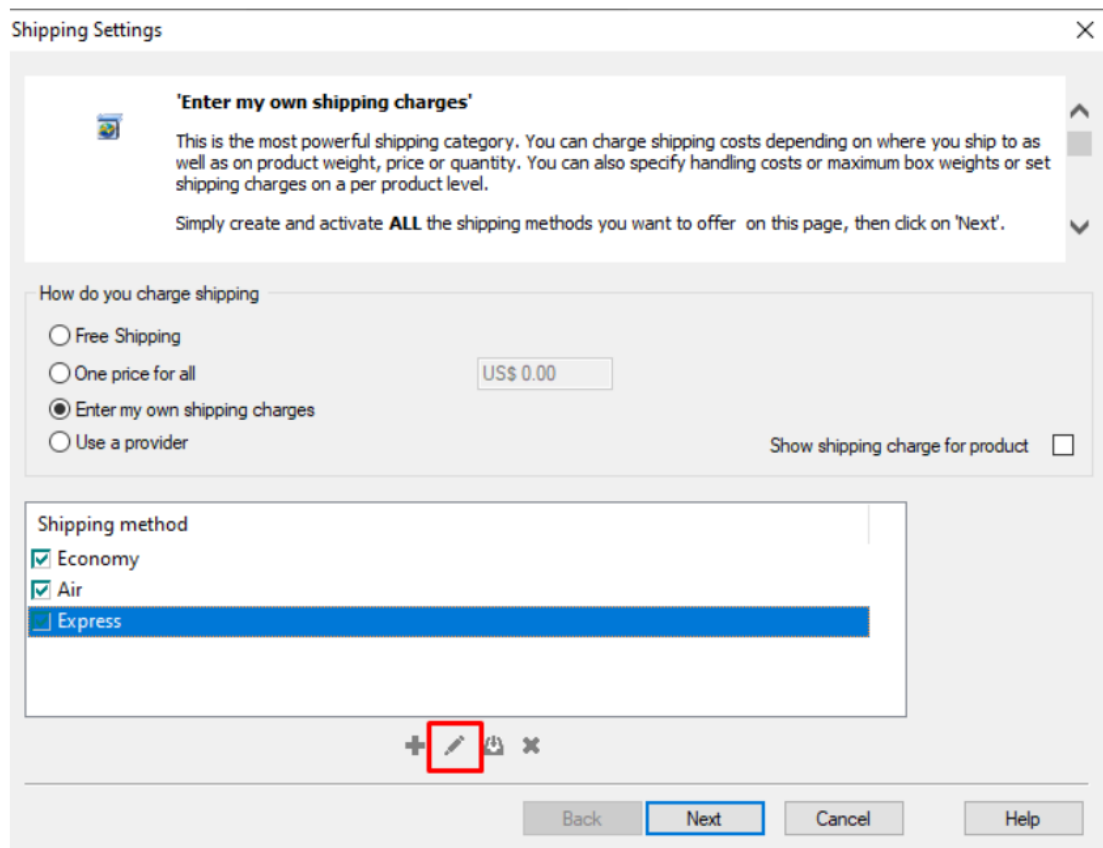 Shipping Settings
'Enter my own shipping charges'
This is the most powerful shipping category. You can charge shipping costs depending on where you ship to as
well as on product weight, price or quantity. You can also specify handling costs or maximum box weights or set
shipping charges on a per product level.
Simply create and activate ALL the shipping methods you want to offer on this page, then click on 'Next'.
How do you charge shipping
Free Shipping
One price for all
US$ 0.00
Enter my own shipping charges
Use a provider
Show shipping charge for product
Shipping method
Economy
Air
Express
Back
Next
Cancel
Help